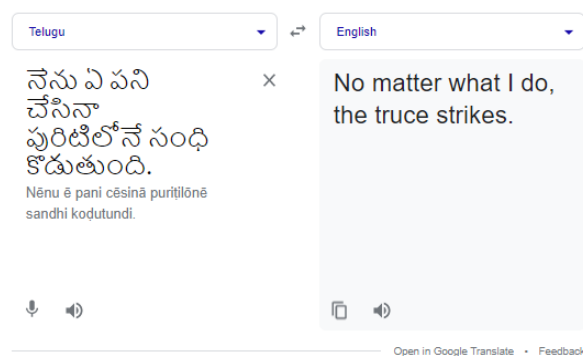 Telugu
English
నేను ఏ పని
చేసినా
పురిటిలోనే సంధి
కొడుతుంది.
Nēnu ē pani cēsinā puriṭilōnē
sandhi koḍutundi.
No matter what I do,
the truce strikes.
Open in Google Translate • Feedback